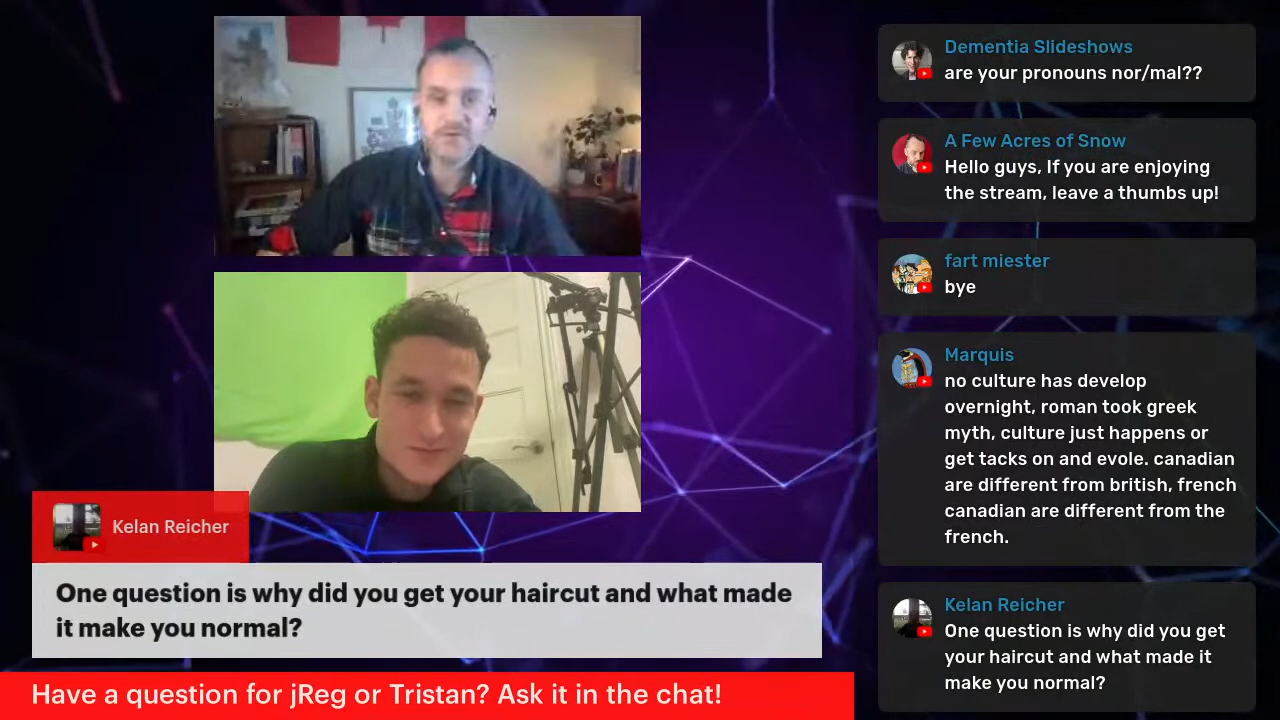 Dementia Slideshows
are your pronouns nor/mal??
A Few Acres of Snow
Hello guys, If you are enjoying
the stream, leave a thumbs up!
fart miester
bye
Marquis
no culture has develop
overnight, roman took greek
myth, culture just happens or
get tacks on and evole. canadian
are different from british, french
canadian are different from the
french.
Kelan Reicher
One question is why did you get
your haircut and what made it
make you normal?
Kelan Reicher
One question is why did you get your haircut and what made
it make you normal?
Have a question for jReg or Tristan? Ask it in the chat!